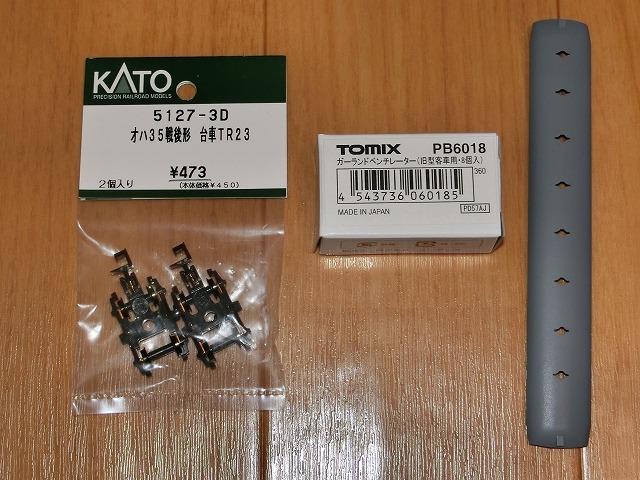 KATO
PRECISION RAILROAD MODELS
5127-3D
オハ35戦後形 台車TR23
¥473
2個入り
(本体価格¥450)
TOMIX PB6018
ガーランドベンチレーター(旧型客車用・8個入)
360
4 543736 060185
MADE IN JAPAN
PD57AJ